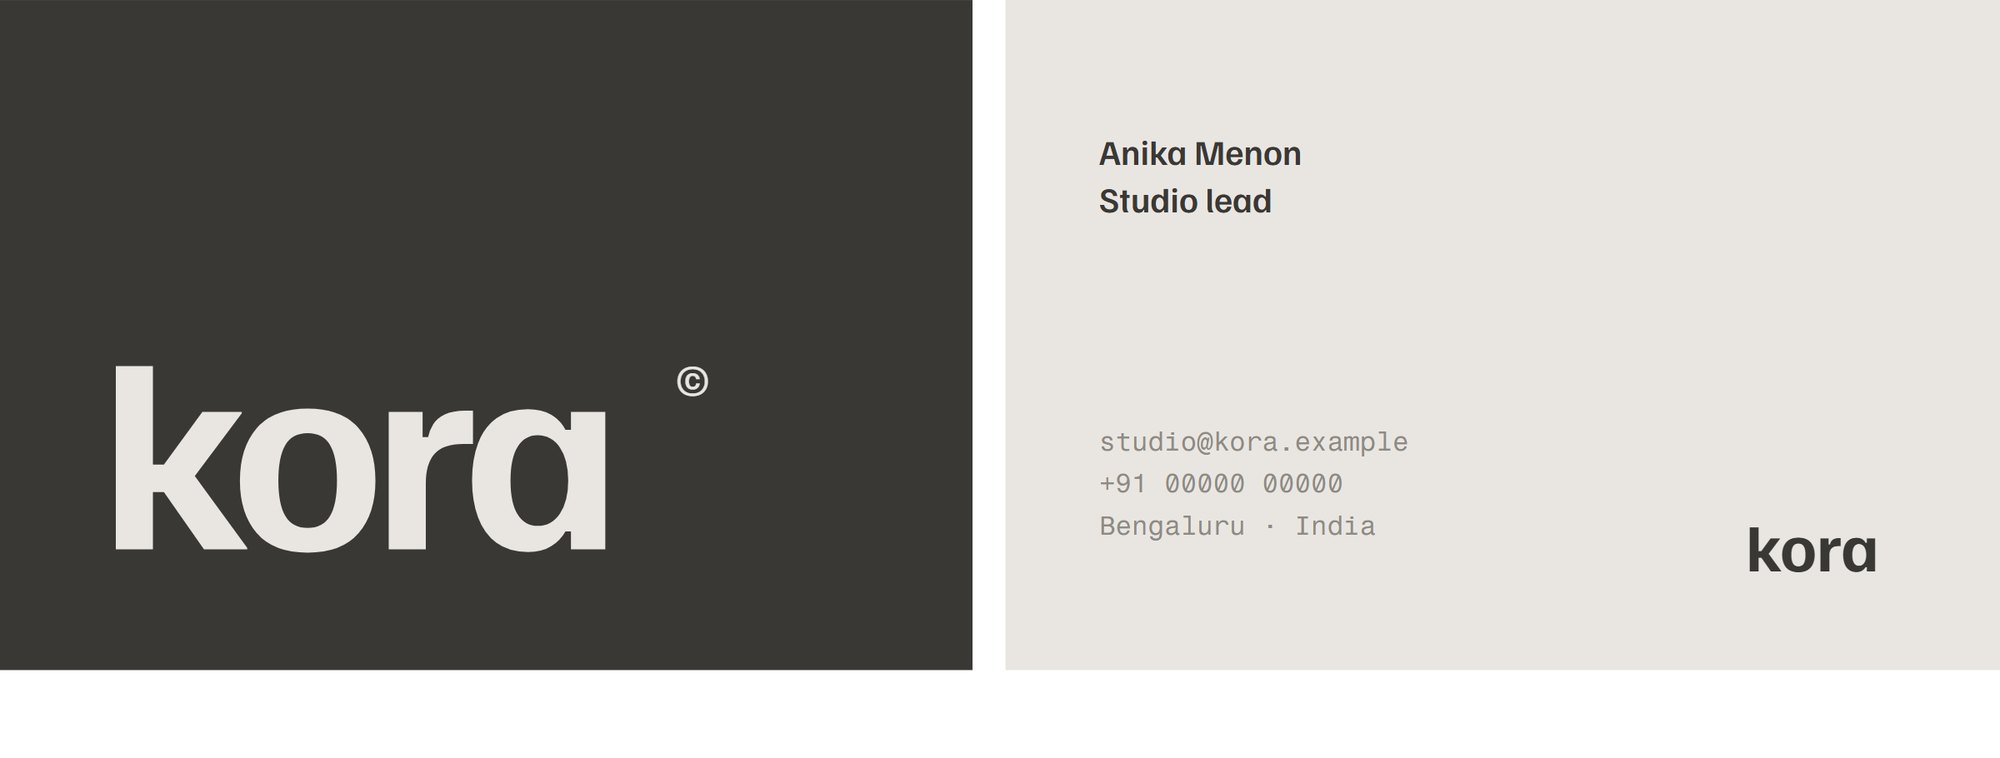 kora ©
Anika Menon
Studio lead
studio@kora.example
+91 00000 00000
Bengaluru · India
kora